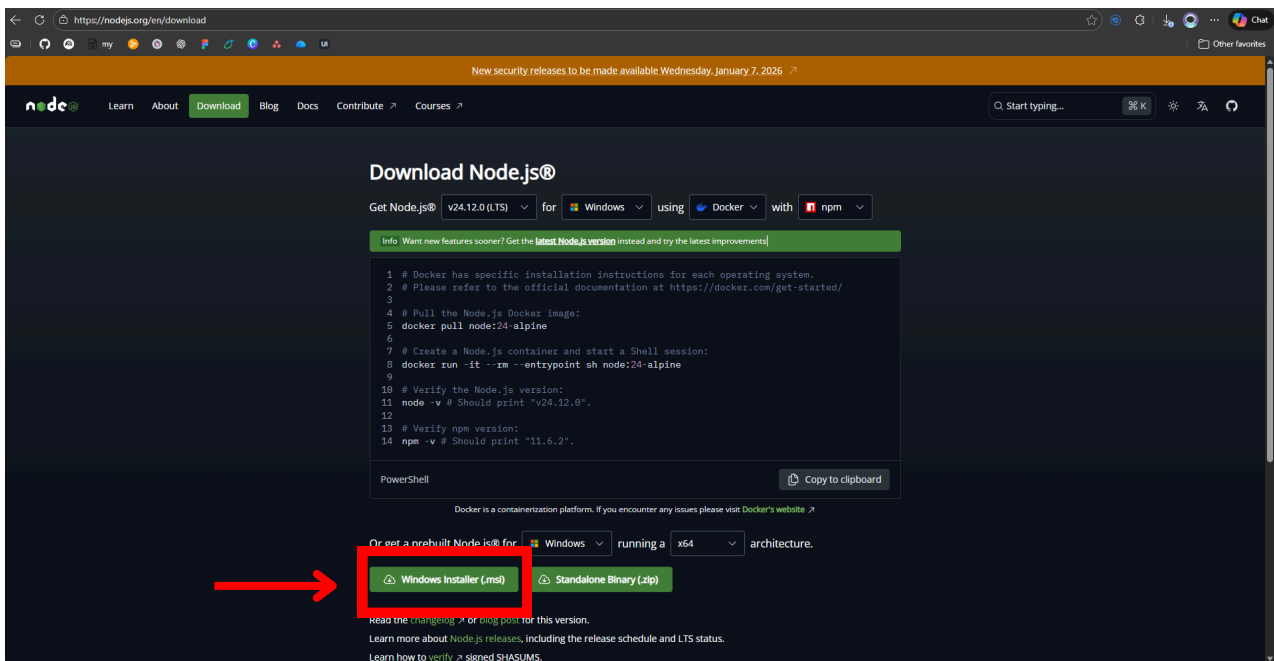 https://nodejs.org/en/download
Chat
my
UI
Other favorites
New security releases to be made available Wednesday, January 7, 2026 ↗
node
Learn About Download Blog Docs Contribute ↗ Courses ↗
Start typing... ⌘ K
Download Node.js®
Get Node.js® v24.12.0 (LTS) for Windows using Docker with npm
Info Want new features sooner? Get the latest Node.js version instead and try the latest improvements!
1 # Docker has specific installation instructions for each operating system.
2 # Please refer to the official documentation at https://docker.com/get-started/
3
4 # Pull the Node.js Docker image:
5 docker pull node:24-alpine
6
7 # Create a Node.js container and start a Shell session:
8 docker run -it --rm --entrypoint sh node:24-alpine
9
10 # Verify the Node.js version:
11 node -v # Should print "v24.12.0".
12
13 # Verify npm version:
14 npm -v # Should print "11.6.2".
PowerShell Copy to clipboard
Docker is a containerization platform. If you encounter any issues please visit Docker's website ↗
Or get a prebuilt Node.js® for Windows running a x64 architecture.
Windows Installer (.msi) Standalone Binary (.zip)
Read the changelog ↗ or blog post for this version.
Learn more about Node.js releases, including the release schedule and LTS status.
Learn how to verify ↗ signed SHASUMS.